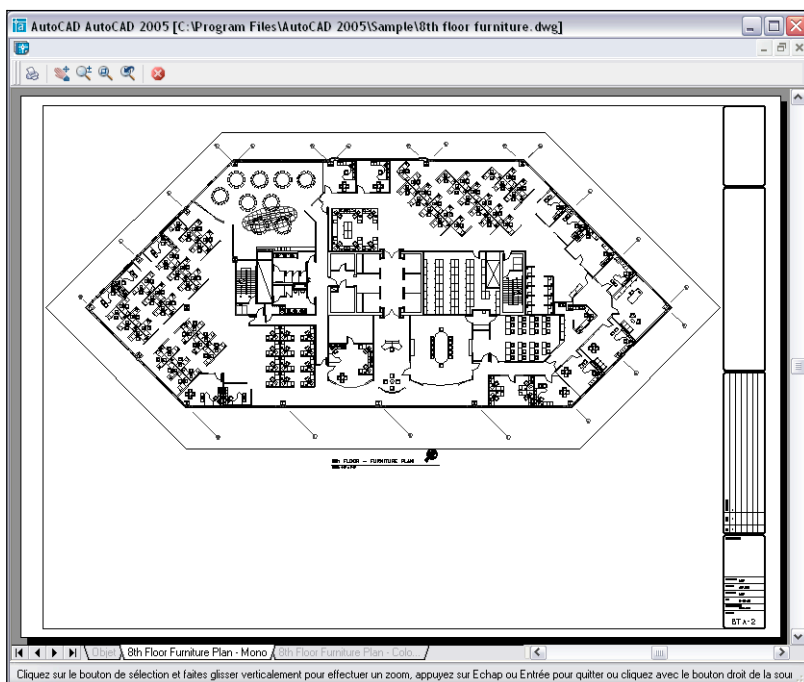 AutoCAD AutoCAD 2005 [C:\Program Files\AutoCAD 2005\Sample\8th floor furniture.dwg]
8th FLOOR - FURNITURE PLAN
BT A-2
Objet 8th Floor Furniture Plan - Mono 8th Floor Furniture Plan - Colo...
Cliquez sur le bouton de sélection et faites glisser verticalement pour effectuer un zoom, appuyez sur Echap ou Entrée pour quitter ou cliquez avec le bouton droit de la sour